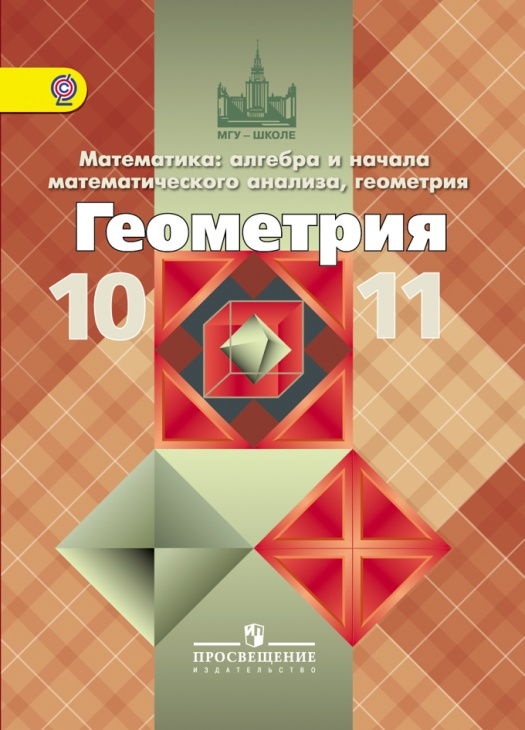 МГУ – ШКОЛЕ
Математика: алгебра и начала
математического анализа, геометрия
Геометрия
10 11
ПРОСВЕЩЕНИЕ
ИЗДАТЕЛЬСТВО